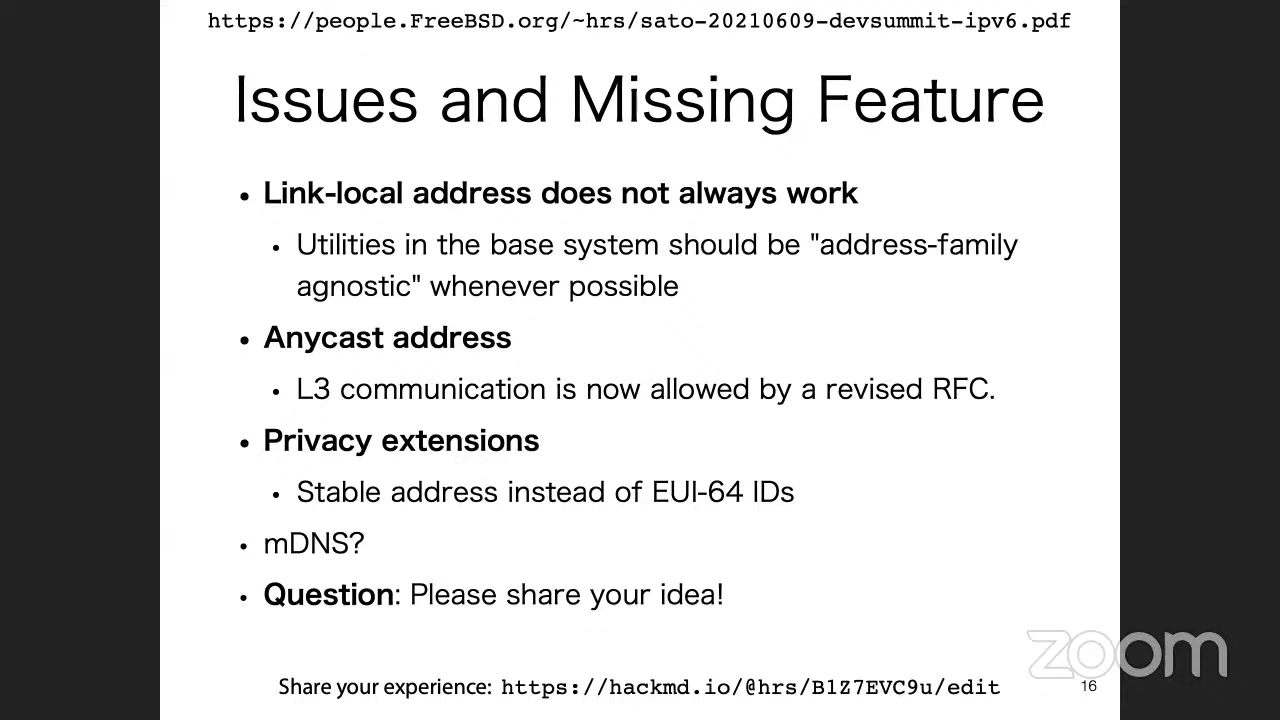 https://people.FreeBSD.org/~hrs/sato-20210609-devsummit-ipv6.pdf
Issues and Missing Feature
• Link-local address does not always work
• Utilities in the base system should be "address-family
agnostic" whenever possible
• Anycast address
• L3 communication is now allowed by a revised RFC.
• Privacy extensions
• Stable address instead of EUI-64 IDs
• mDNS?
• Question: Please share your idea!
zoom
Share your experience: https://hackmd.io/@hrs/B1Z7EVC9u/edit
16